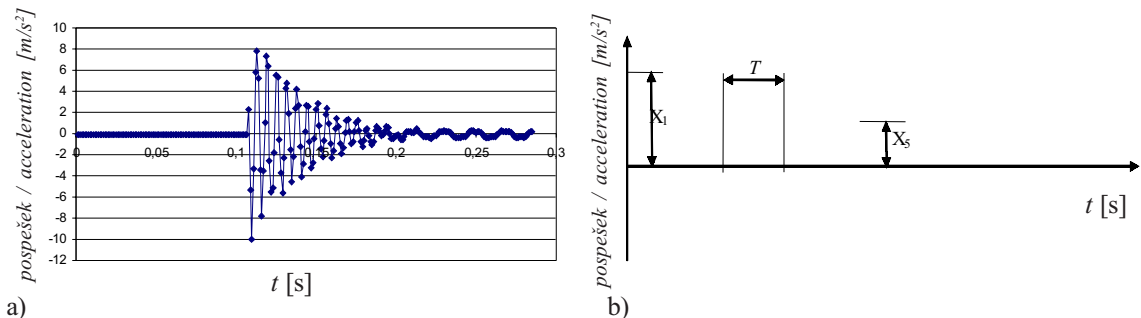 pospešek / acceleration [m/s²]
10
8
6
4
2
0
-2
-4
-6
-8
-10
-12
0 0,05 0,1 0,15 0,2 0,25 0,3
t [s]
a)
pospešek / acceleration [m/s²]
X₁
T
X₅
t [s]
b)